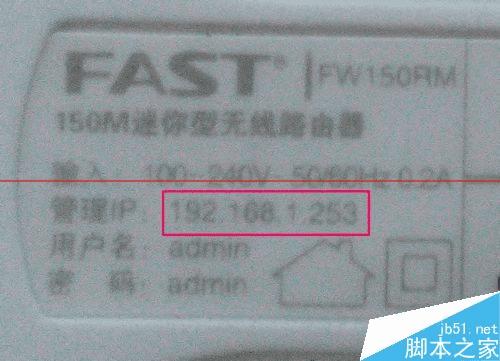 FAST® FW150RM
150M迷你型无线路由器
输入：100~240V~50/60Hz 0.2A
管理IP：192.168.1.253
用户名：admin
密 码：admin
jb51.net
脚本之家